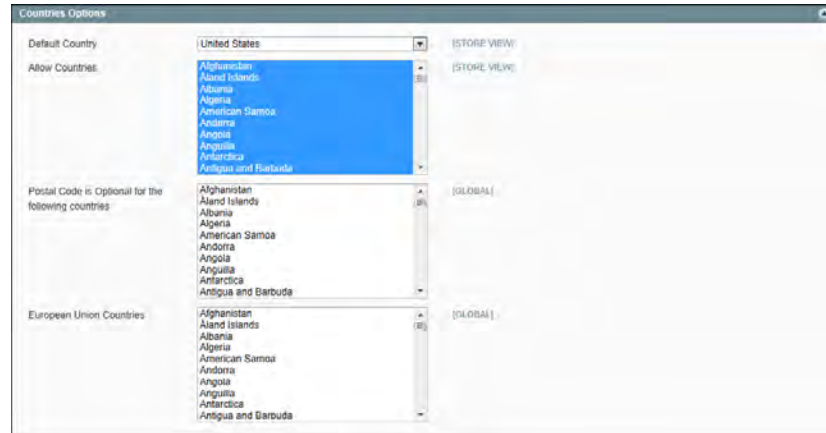 Countries Options
Default Country
United States
[STORE VIEW]
Allow Countries
[STORE VIEW]
Afghanistan
Åland Islands
Albania
Algeria
American Samoa
Andorra
Angola
Anguilla
Antarctica
Antigua and Barbuda
Postal Code is Optional for the
following countries
[GLOBAL]
Afghanistan
Åland Islands
Albania
Algeria
American Samoa
Andorra
Angola
Anguilla
Antarctica
Antigua and Barbuda
European Union Countries
[GLOBAL]
Afghanistan
Åland Islands
Albania
Algeria
American Samoa
Andorra
Angola
Anguilla
Antarctica
Antigua and Barbuda